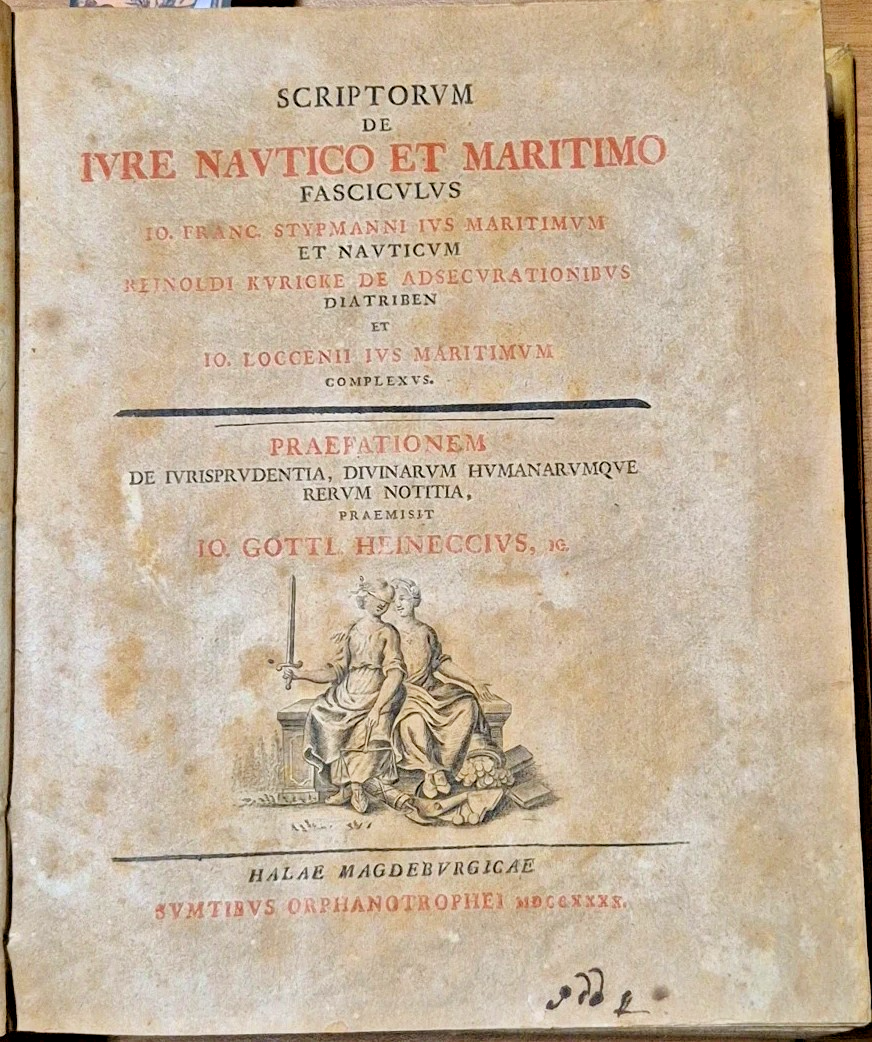 SCRIPTORVM
DE
IVRE NAVTICO ET MARITIMO
FASCICVLVS
IO. FRANC. STYPMANNI IVS MARITIMVM
ET NAVTICVM
REINOLDI KVRICKE DE ADSECVRATIONIBVS
DIATRIBEN
ET
IO. LOCCENII IVS MARITIMVM
COMPLEXVS.
PRAEFATIONEM
DE IVRISPRVDENTIA, DIVINARVM HVMANARVMQVE
RERVM NOTITIA,
PRAEMISIT
IO. GOTTL. HEINECCIVS, IC.
HALAE MAGDEBVRGICAE
SVMTIBVS ORPHANOTROPHEI MDCCXXXX.